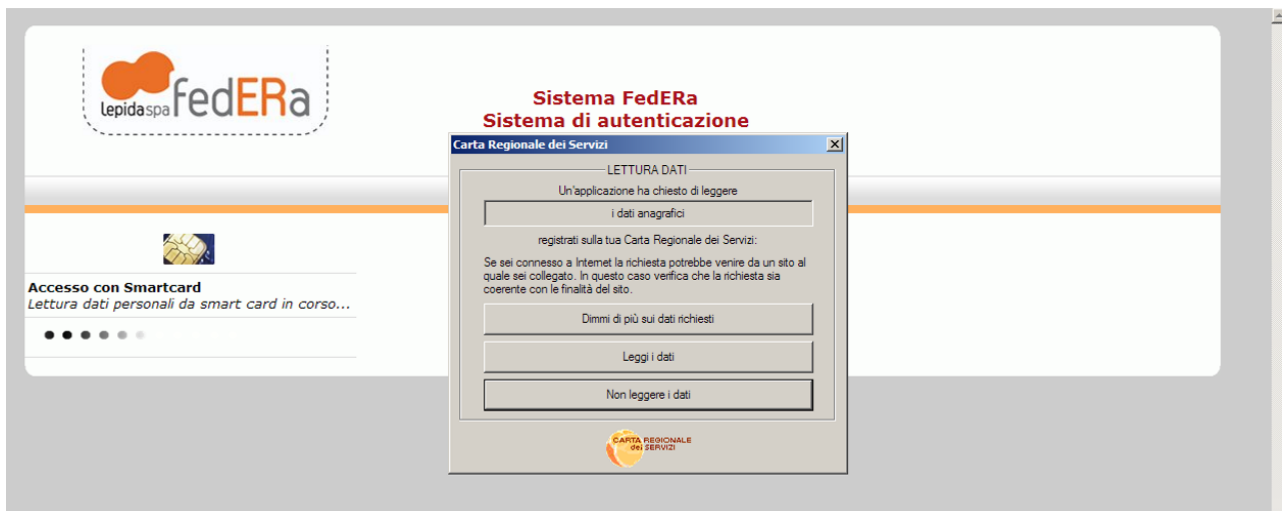 lepidaspa fedERa
Sistema FedERa
Sistema di autenticazione
Carta Regionale dei Servizi
LETTURA DATI
Un'applicazione ha chiesto di leggere
i dati anagrafici
registrati sulla tua Carta Regionale dei Servizi:
Se sei connesso a Internet la richiesta potrebbe venire da un sito al
quale sei collegato. In questo caso verifica che la richiesta sia
coerente con le finalità del sito.
Dimmi di più sui dati richiesti
Leggi i dati
Non leggere i dati
CARTA REGIONALE
dei SERVIZI
Accesso con Smartcard
Lettura dati personali da smart card in corso...